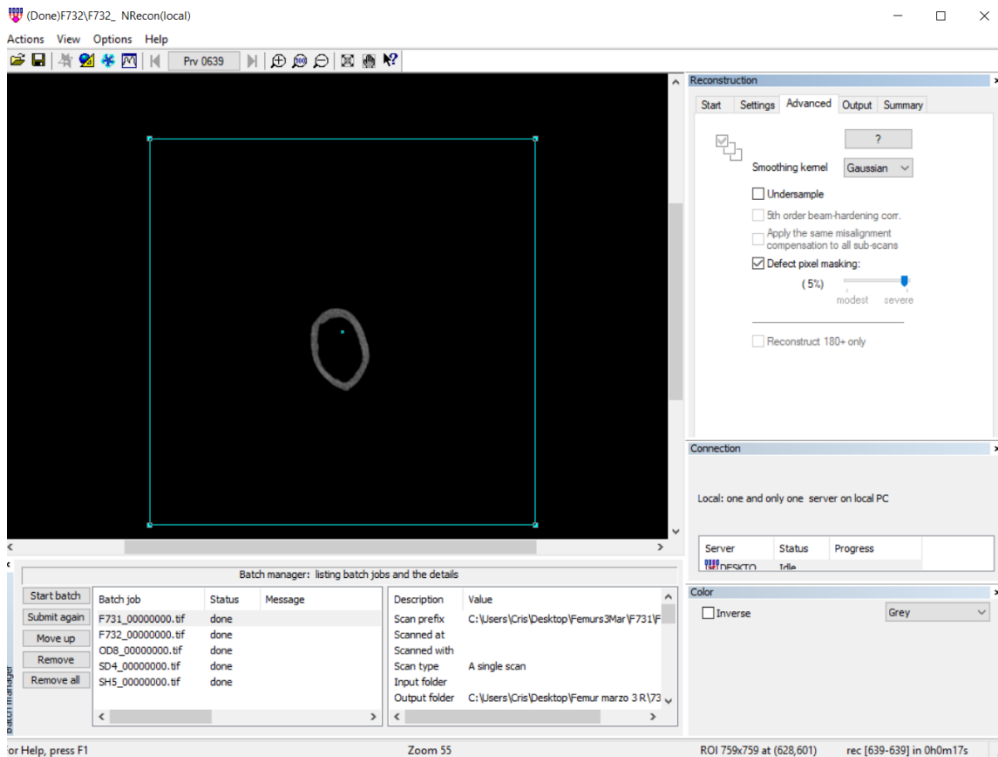 (Done)F732\F732_ NRecon(local)
Actions View Options Help
Prv 0639
Reconstruction
Start Settings Advanced Output Summary
?
Smoothing kernel Gaussian
Undersample
5th order beam-hardening corr.
Apply the same misalignment
compensation to all sub-scans
Defect pixel masking:
(5%)
modest severe
Reconstruct 180+ only
Connection
Local: one and only one server on local PC
Server Status Progress
DESKTO Idle
Batch manager: listing batch jobs and the details
Start batch
Submit again
Move up
Remove
Remove all
Batch manager
Batch job Status Message
F731_00000000.tif done
F732_00000000.tif done
OD8_00000000.tif done
SD4_00000000.tif done
SH5_00000000.tif done
Description Value
Scan prefix C:\Users\Cris\Desktop\Femurs3Mar\F731\F
Scanned at
Scanned with
Scan type A single scan
Input folder
Output folder C:\Users\Cris\Desktop\Femur marzo 3 R\73
Color
Inverse Grey
or Help, press F1 Zoom 55 ROI 759x759 at (628,601) rec [639-639] in 0h0m17s